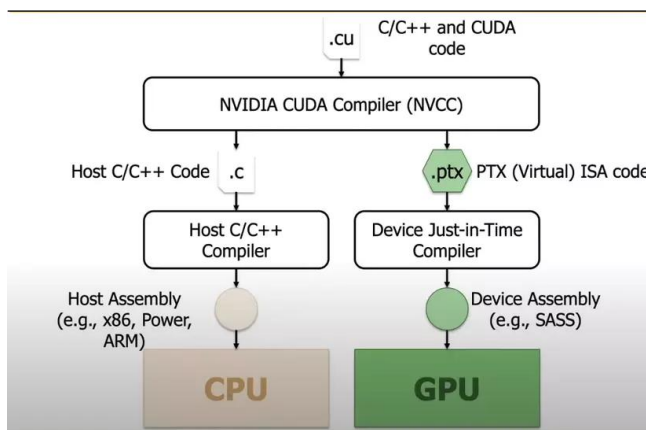 .cu
C/C++ and CUDA
code
NVIDIA CUDA Compiler (NVCC)
Host C/C++ Code
.c
.ptx
PTX (Virtual) ISA code
Host C/C++
Compiler
Device Just-in-Time
Compiler
Host Assembly
(e.g., x86, Power,
ARM)
Device Assembly
(e.g., SASS)
CPU
GPU